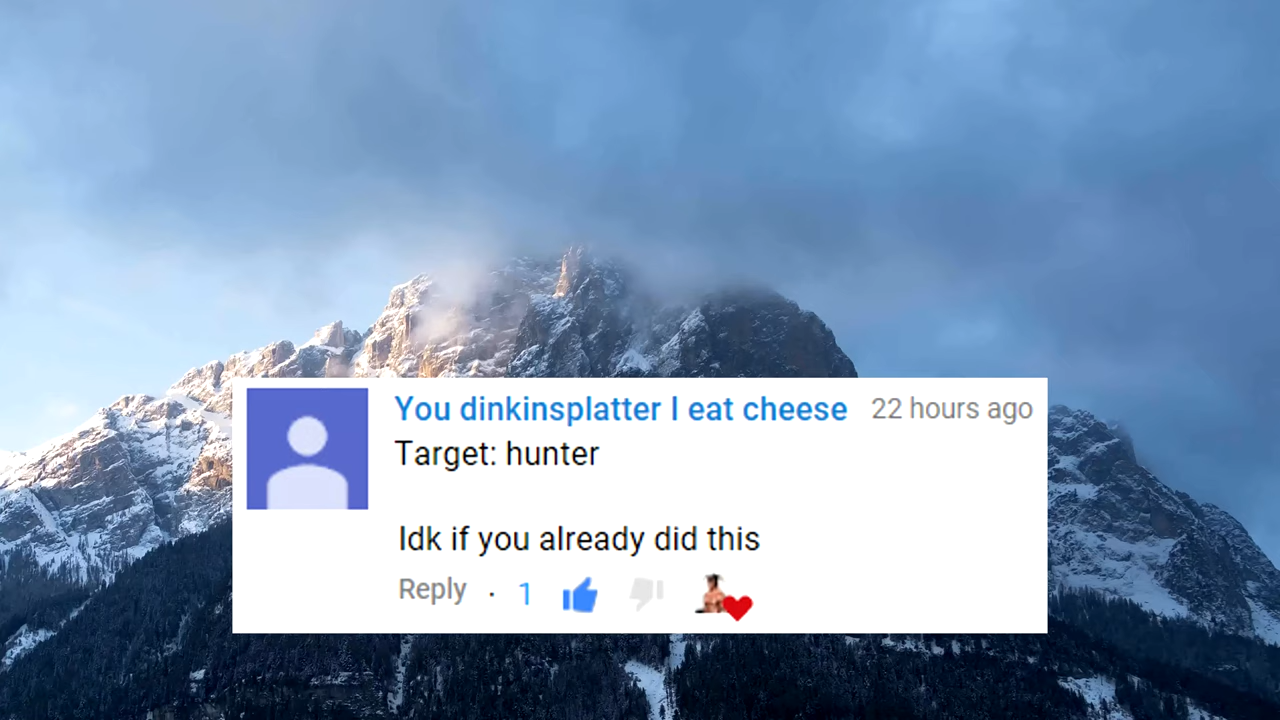 You dinkinsplatter I eat cheese 22 hours ago
Target: hunter
Idk if you already did this
Reply · 1